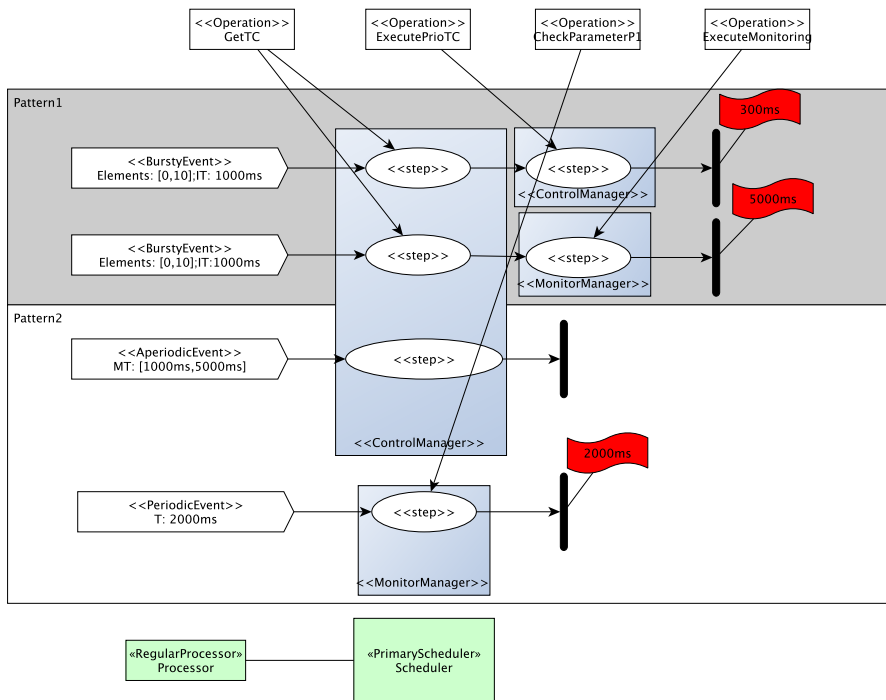 <<Operation>>
GetTC
<<Operation>>
ExecutePrioTC
<<Operation>>
CheckParameterP1
<<Operation>>
ExecuteMonitoring
Pattern1
300ms
<<BurstyEvent>>
Elements: [0,10];IT: 1000ms
<<step>>
<<step>>
<<ControlManager>>
5000ms
<<BurstyEvent>>
Elements: [0,10];IT:1000ms
<<step>>
<<step>>
<<MonitorManager>>
Pattern2
<<AperiodicEvent>>
MT: [1000ms,5000ms]
<<step>>
<<ControlManager>>
2000ms
<<PeriodicEvent>>
T: 2000ms
<<step>>
<<MonitorManager>>
«RegularProcessor»
Processor
«PrimaryScheduler»
Scheduler